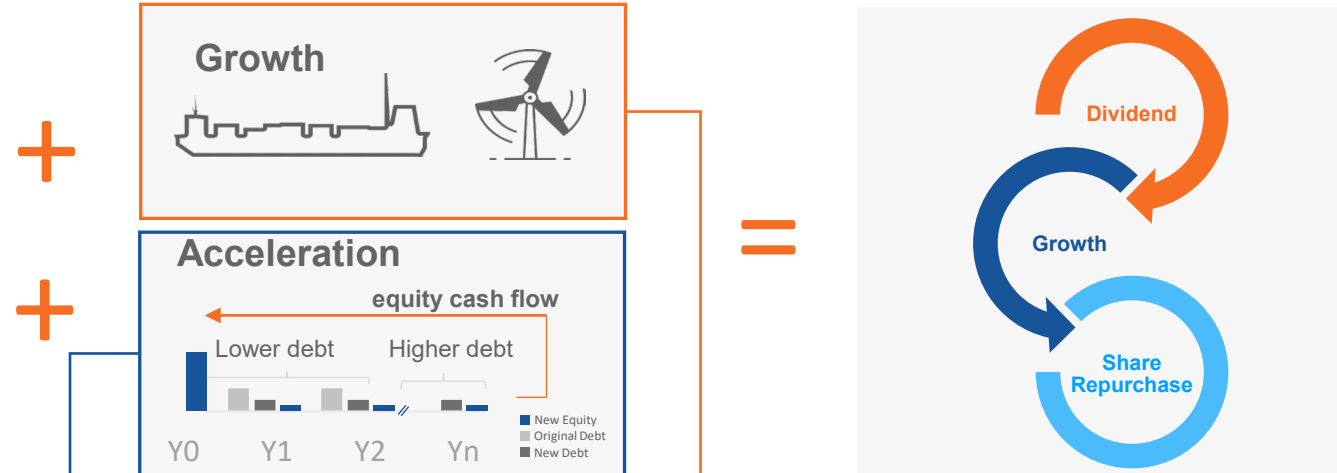 Growth
+
Acceleration
+
equity cash flow
Lower debt
Higher debt
New Equity
Original Debt
New Debt
Y0
Y1
Y2
Yn
=
Dividend
Growth
Share
Repurchase